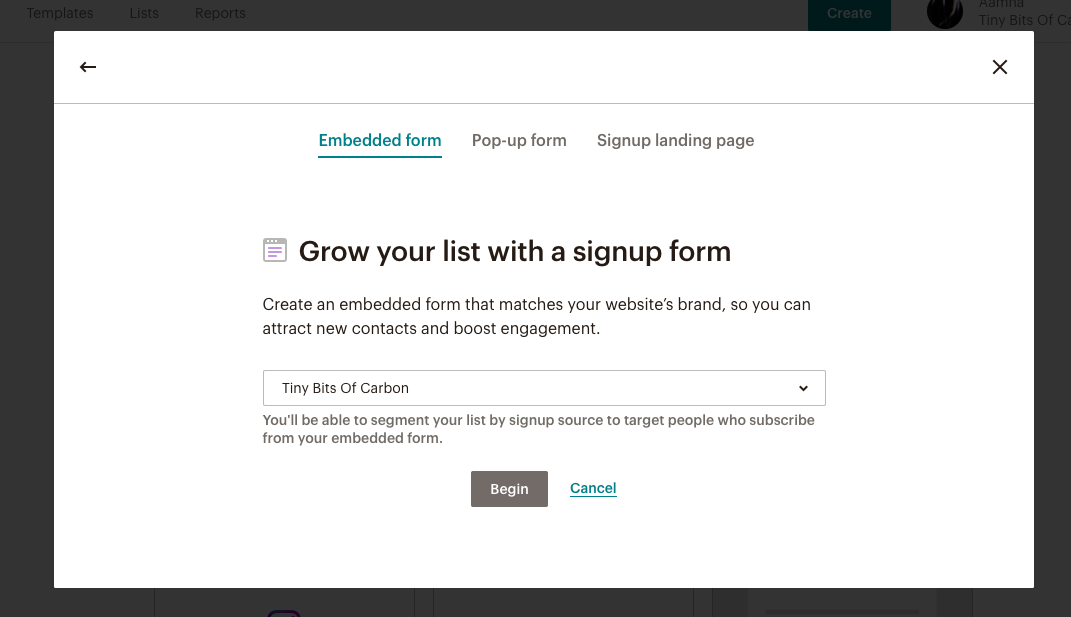 Templates Lists Reports Create Aamna
Tiny Bits Of
Embedded form Pop-up form Signup landing page
Grow your list with a signup form
Create an embedded form that matches your website’s brand, so you can
attract new contacts and boost engagement.
Tiny Bits Of Carbon
You'll be able to segment your list by signup source to target people who subscribe
from your embedded form.
Begin Cancel